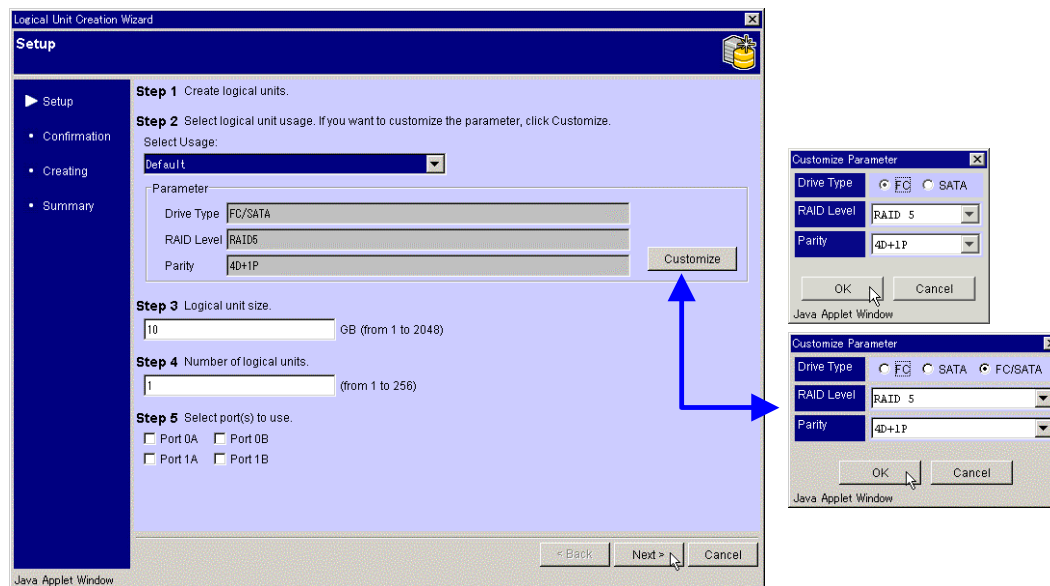 Logical Unit Creation Wizard
Setup
Setup
Confirmation
Creating
Summary
Step 1 Create logical units.
Step 2 Select logical unit usage. If you want to customize the parameter, click Customize.
Select Usage:
Default
Parameter
Drive Type FC/SATA
RAID Level RAID5
Parity 4D+1P
Customize
Step 3 Logical unit size.
10 GB (from 1 to 2048)
Step 4 Number of logical units.
1 (from 1 to 256)
Step 5 Select port(s) to use.
Port 0A Port 0B
Port 1A Port 1B
< Back Next > Cancel
Java Applet Window
Customize Parameter
Drive Type FC SATA
RAID Level RAID 5
Parity 4D+1P
OK Cancel
Java Applet Window
Customize Parameter
Drive Type FC SATA FC/SATA
RAID Level RAID 5
Parity 4D+1P
OK Cancel
Java Applet Window